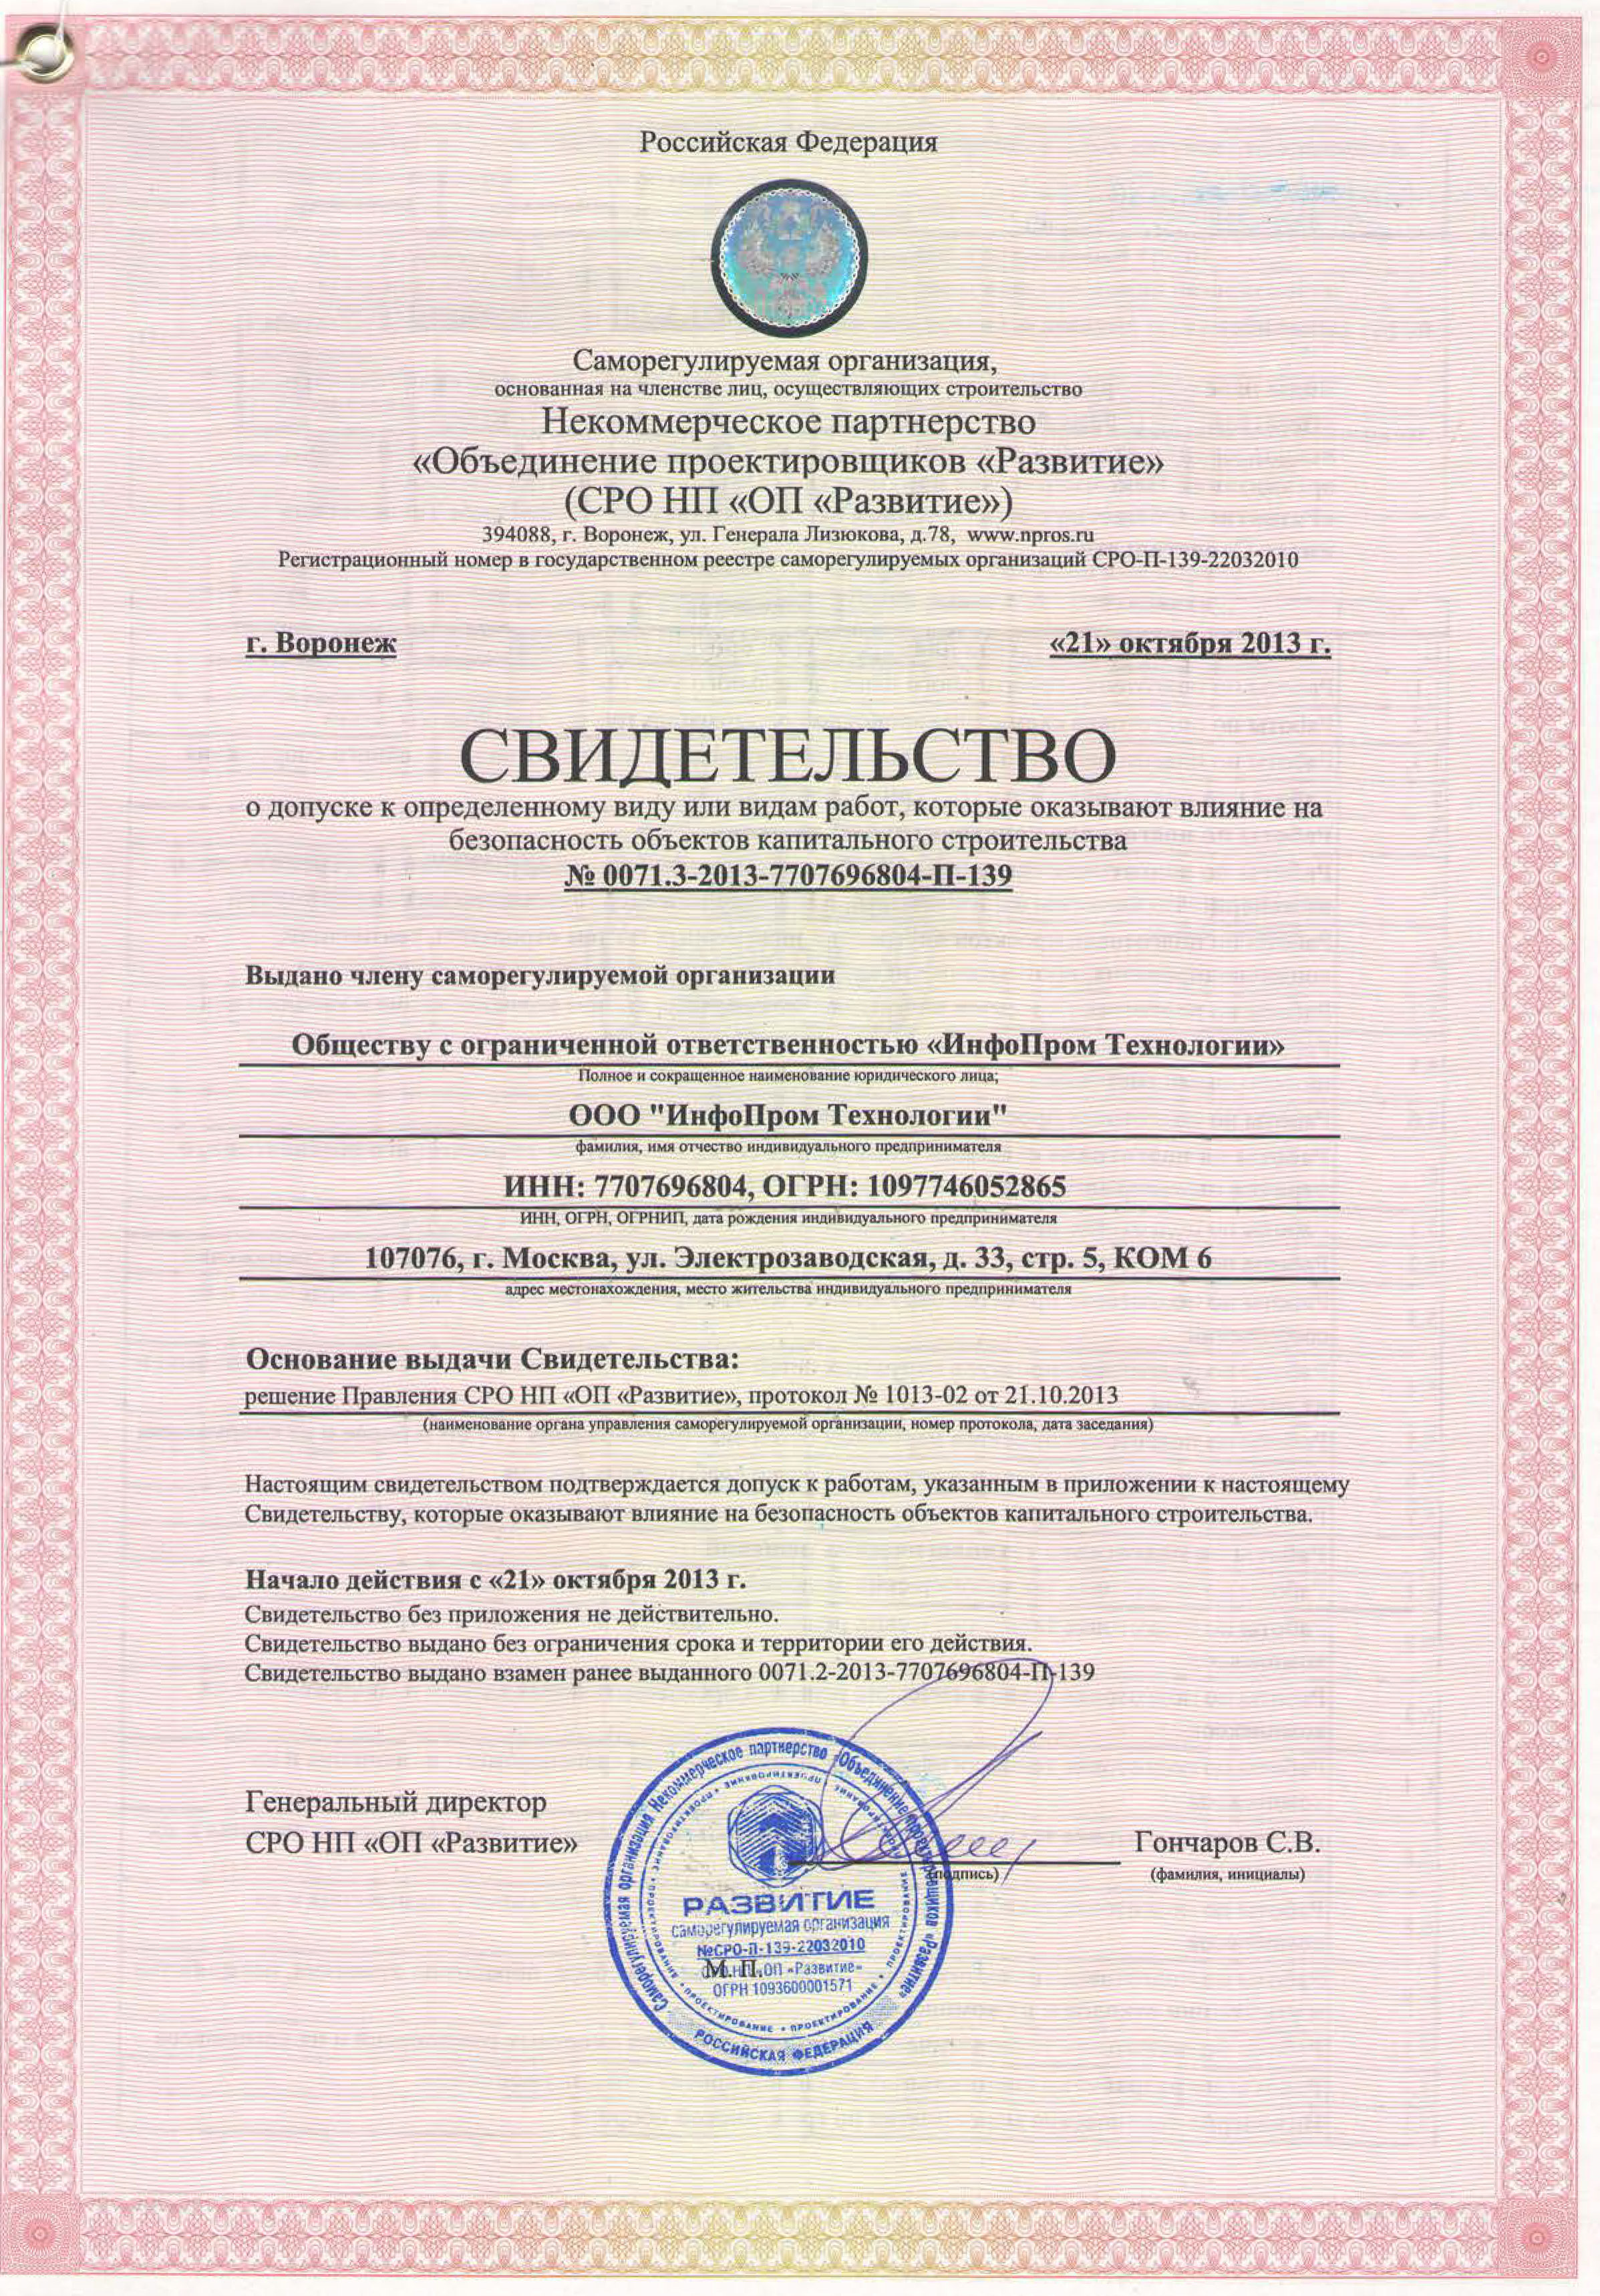 Российская Федерация
Саморегулируемая организация,
основанная на членстве лиц, осуществляющих строительство
Некоммерческое партнерство
«Объединение проектировщиков «Развитие»
(СРО НП «ОП «Развитие»)
394088, г. Воронеж, ул. Генерала Лизюкова, д.78, www.npros.ru
Регистрационный номер в государственном реестре саморегулируемых организаций СРО-П-139-22032010
г. Воронеж «21» октября 2013 г.
СВИДЕТЕЛЬСТВО
о допуске к определенному виду или видам работ, которые оказывают влияние на
безопасность объектов капитального строительства
№ 0071.3-2013-7707696804-П-139
Выдано члену саморегулируемой организации
Обществу с ограниченной ответственностью «ИнфоПром Технологии»
Полное и сокращенное наименование юридического лица;
ООО "ИнфоПром Технологии"
фамилия, имя отчество индивидуального предпринимателя
ИНН: 7707696804, ОГРН: 1097746052865
ИНН, ОГРН, ОГРНИП, дата рождения индивидуального предпринимателя
107076, г. Москва, ул. Электрозаводская, д. 33, стр. 5, КОМ 6
адрес местонахождения, место жительства индивидуального предпринимателя
Основание выдачи Свидетельства:
решение Правления СРО НП «ОП «Развитие», протокол № 1013-02 от 21.10.2013
(наименование органа управления саморегулируемой организации, номер протокола, дата заседания)
Настоящим свидетельством подтверждается допуск к работам, указанным в приложении к настоящему
Свидетельству, которые оказывают влияние на безопасность объектов капитального строительства.
Начало действия с «21» октября 2013 г.
Свидетельство без приложения не действительно.
Свидетельство выдано без ограничения срока и территории его действия.
Свидетельство выдано взамен ранее выданного 0071.2-2013-7707696804-П-139
Генеральный директор
СРО НП «ОП «Развитие» Гончаров С.В.
(подпись) (фамилия, инициалы)
Саморегулируемая организация Некоммерческое партнерство «Объединение проектировщиков «Развитие»
РАЗВИТИЕ
саморегулируемая организация
№СРО-П-139-22032010
М. П. ОП «Развитие»
ОГРН 1093600001571
РОССИЙСКАЯ ФЕДЕРАЦИЯ